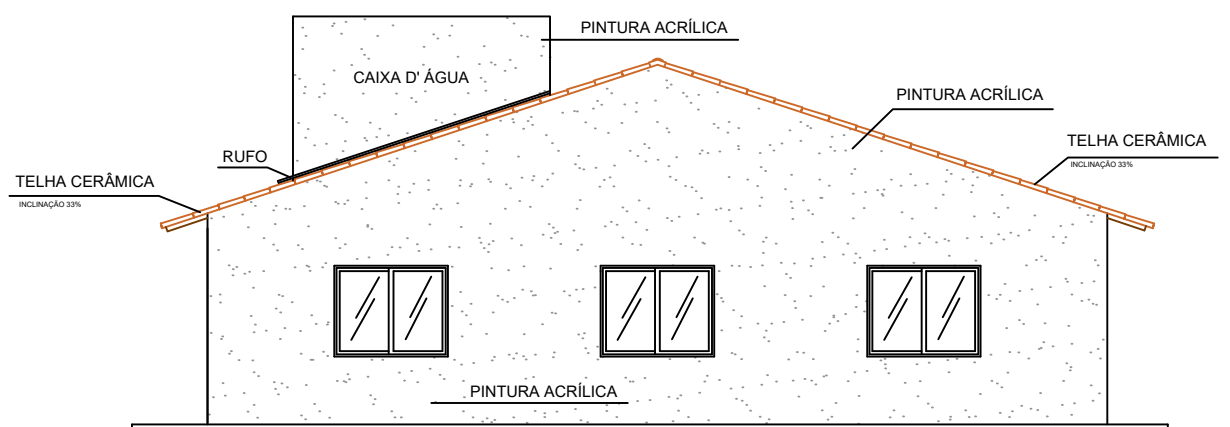 PINTURA ACRÍLICA
CAIXA D' ÁGUA
PINTURA ACRÍLICA
TELHA CERÂMICA
INCLINAÇÃO 33%
RUFO
TELHA CERÂMICA
INCLINAÇÃO 33%
PINTURA ACRÍLICA